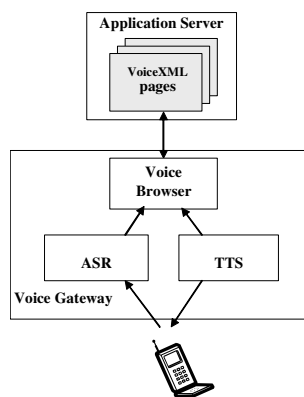 Application Server
VoiceXML
pages
Voice
Browser
ASR
TTS
Voice Gateway